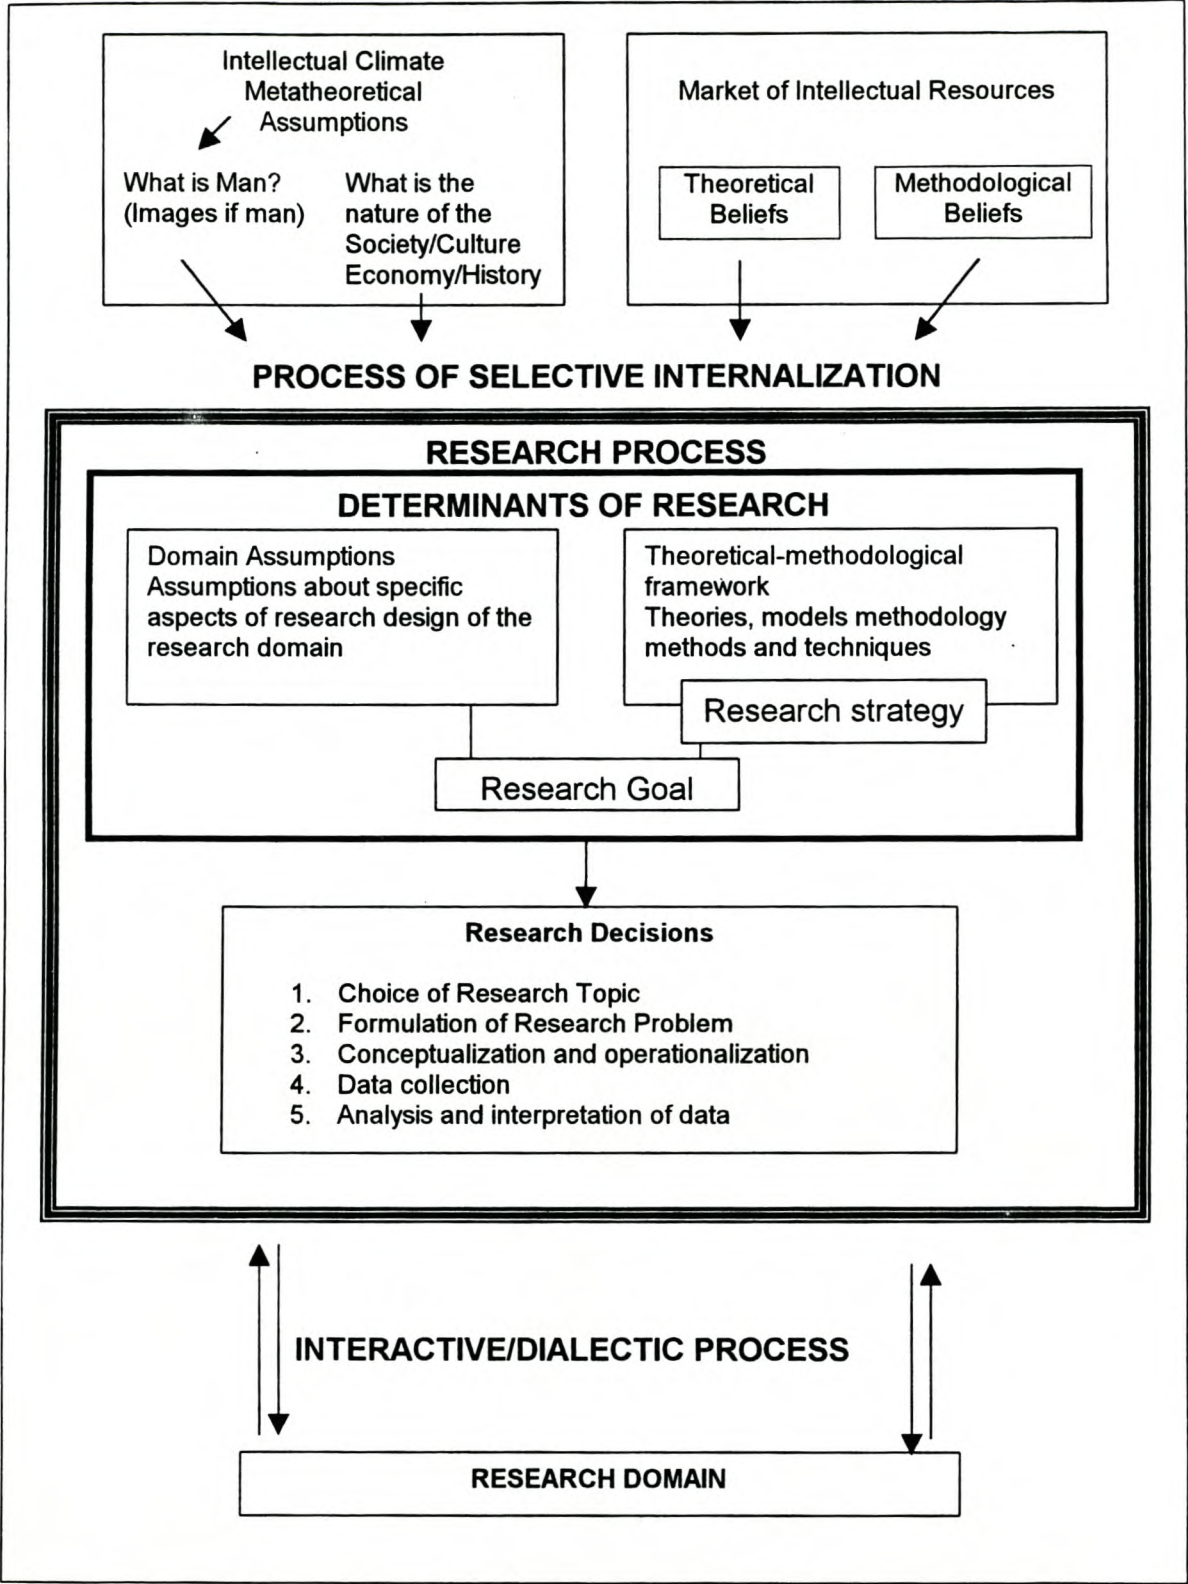 Intellectual Climate
Metatheoretical
Assumptions
What is Man?
(Images if man)
What is the
nature of the
Society/Culture
Economy/History
Market of Intellectual Resources
Theoretical
Beliefs
Methodological
Beliefs
PROCESS OF SELECTIVE INTERNALIZATION
RESEARCH PROCESS
DETERMINANTS OF RESEARCH
Domain Assumptions
Assumptions about specific
aspects of research design of the
research domain
Theoretical-methodological
framework
Theories, models methodology
methods and techniques
Research strategy
Research Goal
Research Decisions
1. Choice of Research Topic
2. Formulation of Research Problem
3. Conceptualization and operationalization
4. Data collection
5. Analysis and interpretation of data
INTERACTIVE/DIALECTIC PROCESS
RESEARCH DOMAIN